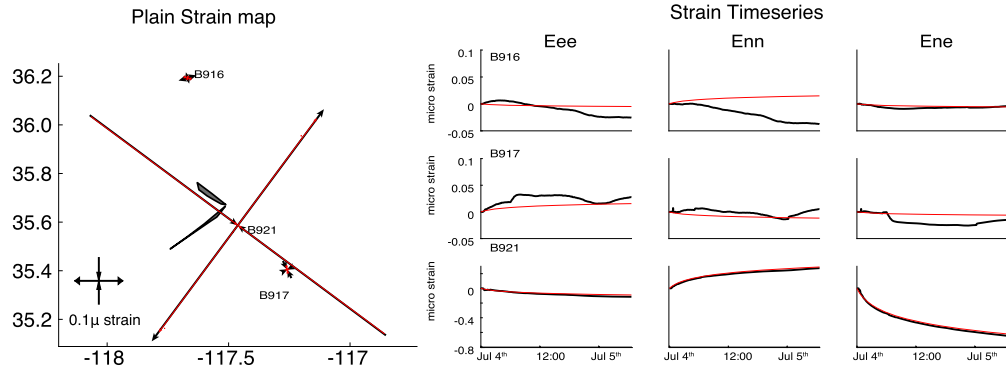 Plain Strain map
Strain Timeseries
Eee
Enn
Ene
36.2
36.0
35.8
35.6
35.4
35.2
-118
-117.5
-117
B916
B921
B917
0.1μ strain
micro strain
0.1
0.05
0
-0.05
B916
micro strain
0.1
0.05
0
-0.05
B917
micro strain
0
-0.4
-0.8
B921
Jul 4th
12:00
Jul 5th
Jul 4th
12:00
Jul 5th
Jul 4th
12:00
Jul 5th